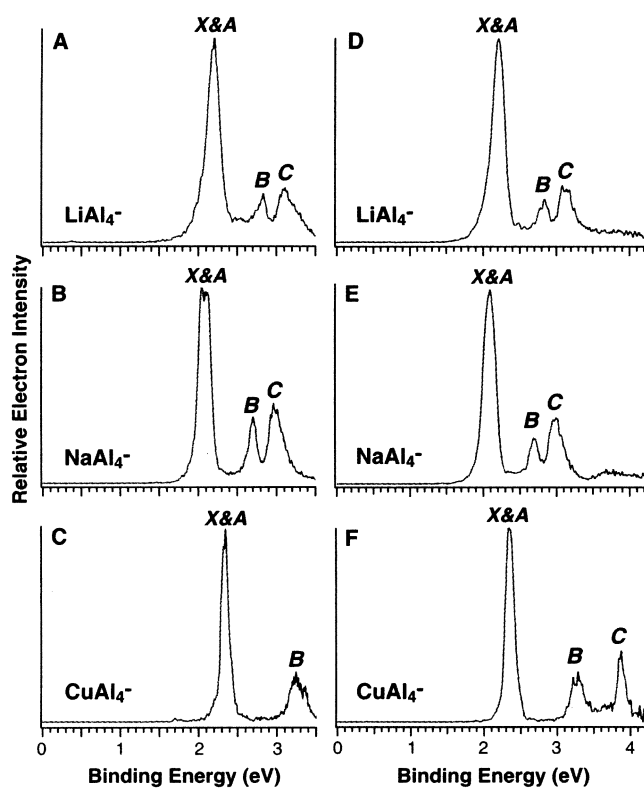 A
X&A
B
C
LiAl4-
D
X&A
B
C
LiAl4-
B
X&A
B
C
NaAl4-
E
X&A
B
C
NaAl4-
C
X&A
B
CuAl4-
F
X&A
B
C
CuAl4-
Relative Electron Intensity
0 1 2 3
0 1 2 3 4
Binding Energy (eV)
Binding Energy (eV)